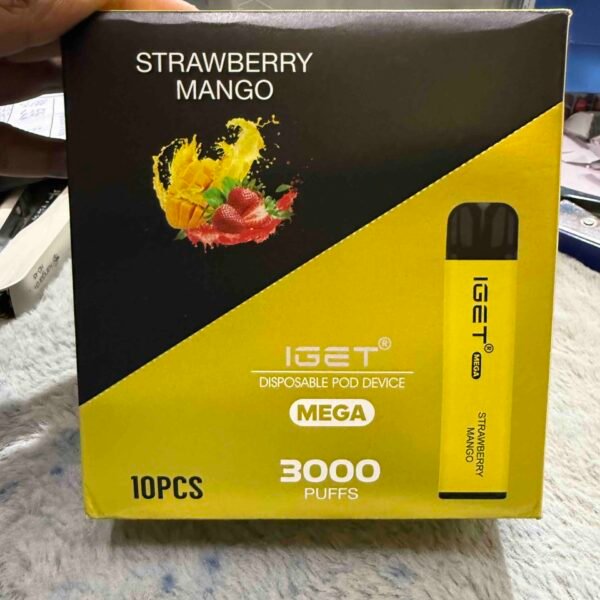 STRAWBERRY
MANGO
IGET®
DISPOSABLE POD DEVICE
MEGA
3000
PUFFS
10PCS
IGET®
MEGA
STRAWBERRY
MANGO